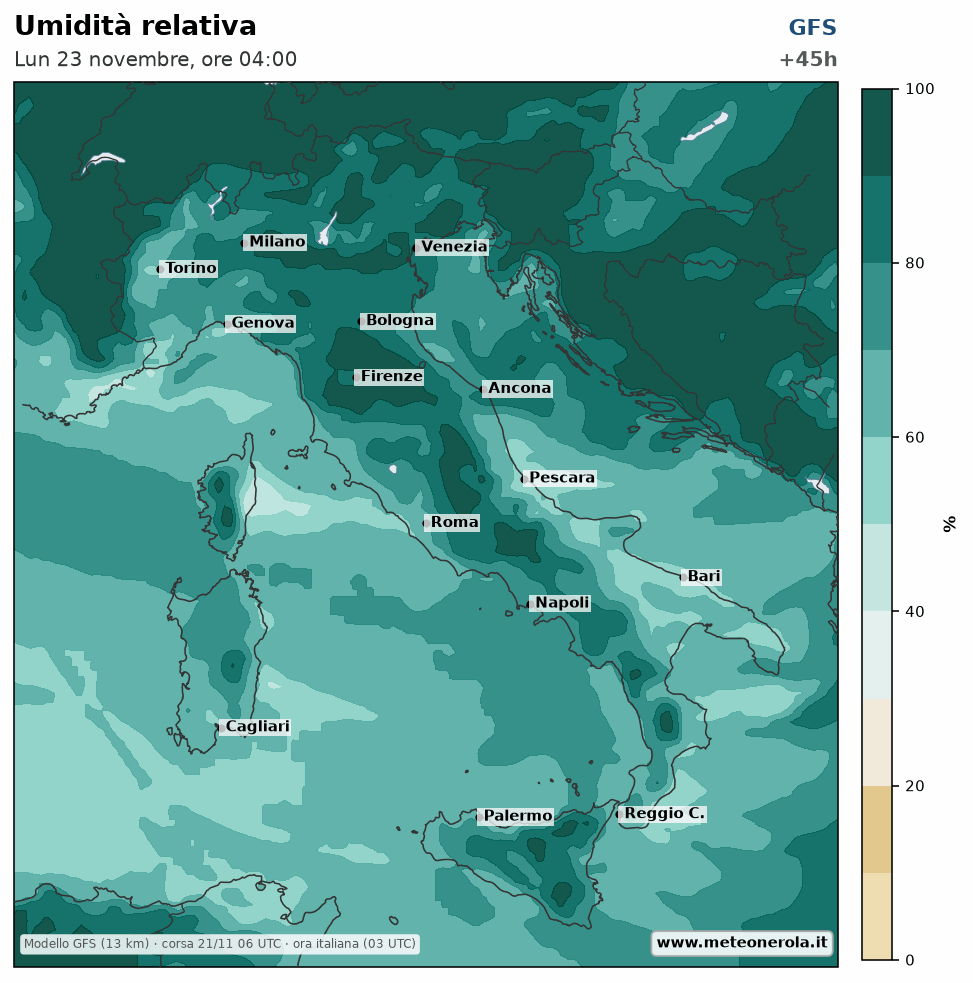 Umidità relativa
GFS
Lun 23 novembre, ore 04:00
+45h
100
80
60
40
20
0
%
Milano
Venezia
Torino
Genova
Bologna
Firenze
Ancona
Pescara
Roma
Bari
Napoli
Cagliari
Palermo
Reggio C.
Modello GFS (13 km) · corsa 21/11 06 UTC · ora italiana (03 UTC)
www.meteonerola.it